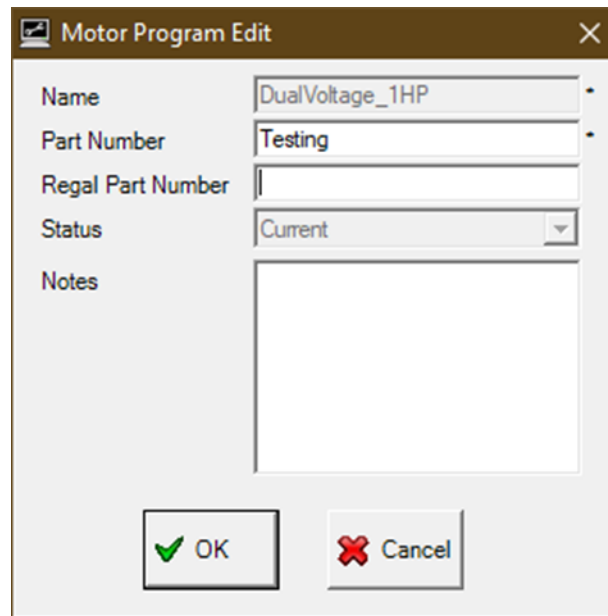 Motor Program Edit
Name DualVoltage_1HP *
Part Number Testing *
Regal Part Number
Status Current
Notes
OK Cancel